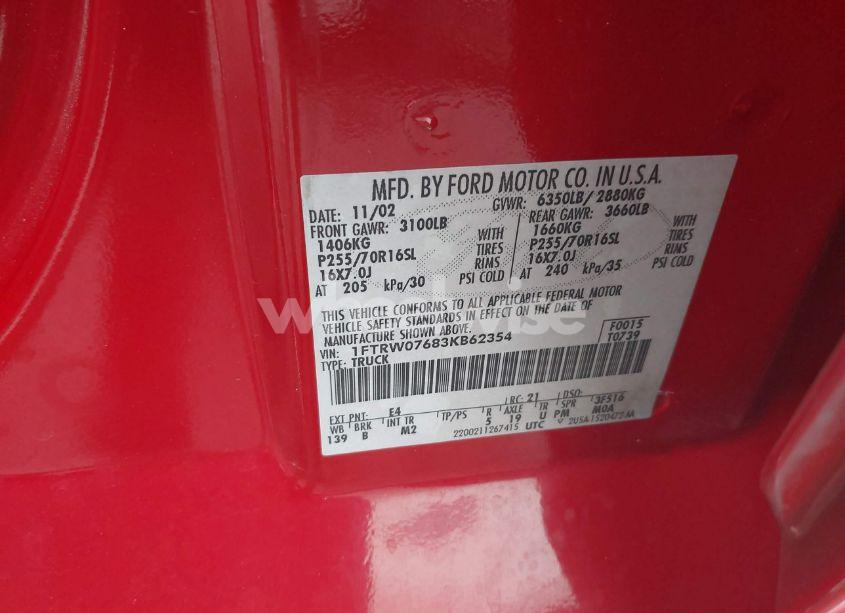 MFD. BY FORD MOTOR CO. IN U.S.A.
DATE: 11/02 GVWR: 6350LB/2880KG
FRONT GAWR: 3100LB REAR GAWR: 3660LB
1406KG WITH 1660KG WITH
P255/70R16SL TIRES P255/70R16SL TIRES
16X7.0J RIMS 16X7.0J RIMS
AT 205 kPa/30 PSI COLD AT 240 kPa/35 PSI COLD
THIS VEHICLE CONFORMS TO ALL APPLICABLE FEDERAL MOTOR
VEHICLE SAFETY STANDARDS IN EFFECT ON THE DATE OF
MANUFACTURE SHOWN ABOVE.
VIN: 1FTRW07683KB62354 F0015
TYPE: TRUCK T0739
EXT PNT: E4 RC: 21 DSO:
WB BRK INT TR TP/PS R AXLE TR SPR 3F516
139 B M2 5 19 U PM M0A
2200211267415 UTC